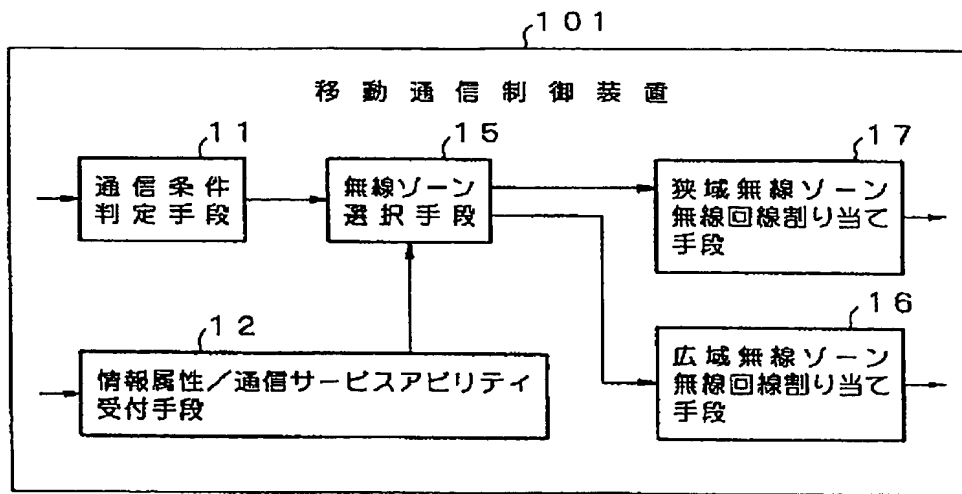 101
移動通信制御装置
11
通信条件
判定手段
15
無線ゾーン
選択手段
17
狭域無線ゾーン
無線回線割り当て
手段
12
情報属性／通信サービスアビリティ
受付手段
16
広域無線ゾーン
無線回線割り当て
手段